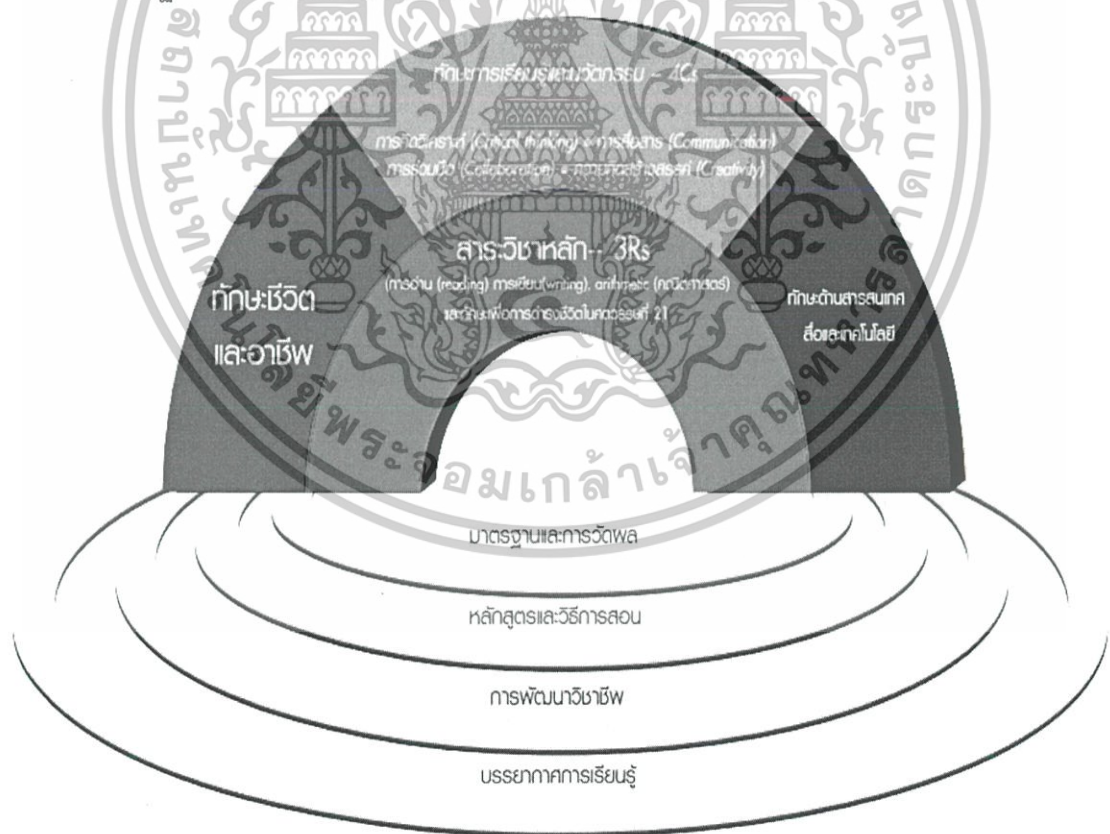 ทักษะการเรียนรู้และนวัตกรรม – 4Cs
การคิดวิเคราะห์ (Critical thinking) • การสื่อสาร (Communication)
การร่วมมือ (Collaboration) • ความคิดสร้างสรรค์ (Creativity)
สาระวิชาหลัก-- 3Rs
(การอ่าน (reading) การเขียน(writing), arithmetic (คณิตศาสตร์)
และทักษะเพื่อการดำรงชีวิตในศตวรรษที่ 21
ทักษะชีวิต
และอาชีพ
ทักษะด้านสารสนเทศ
สื่อและเทคโนโลยี
มาตรฐานและการวัดผล
หลักสูตรและวิธีการสอน
การพัฒนาวิชาชีพ
บรรยากาศการเรียนรู้
พระจอมเกล้าเจ้าคุณทหารลาดกระบัง